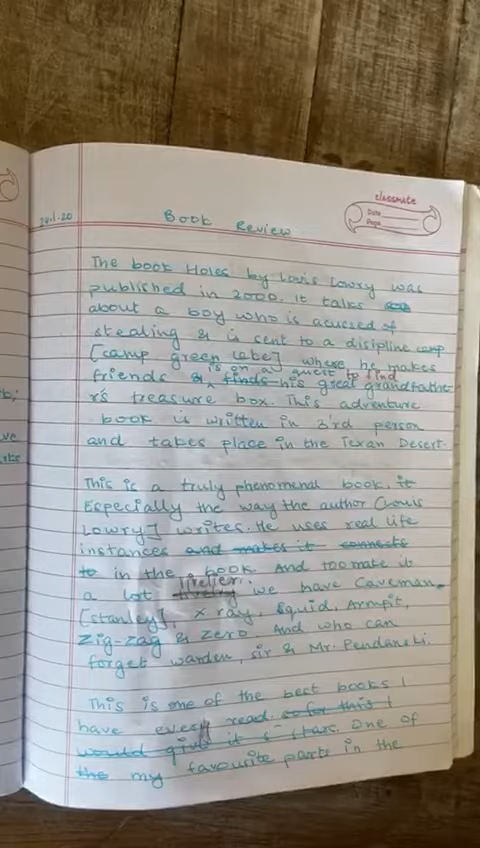 classmate
Date
Page
24-1-20
Book Review
The book Holes by Louis Lowry was
published in 2000. It talks
about a boy who is acuced of
stealing & is sent to a disipline camp
[camp green lake] where he makes
friends & is on a quest to find finds his great grandfather
r's treasure box. This adventure
book is written in 3'rd person
and takes place in the Texan Desert.
This is a truly phenomenal book. it
Especially the way the author [Louis
Lowry] writes. He uses real life
instances and makes it connects
to in the book And too make it
a lot livelier. we have Caveman
[stanley], X ray, Squid, Armpit,
Zig-zag & Zero. And who can
forget warden, sir & Mr. Pendanski.
This is one of the best books I
have ever read. so for this I
would give it 5 stars. One of
the my favourite parts in the